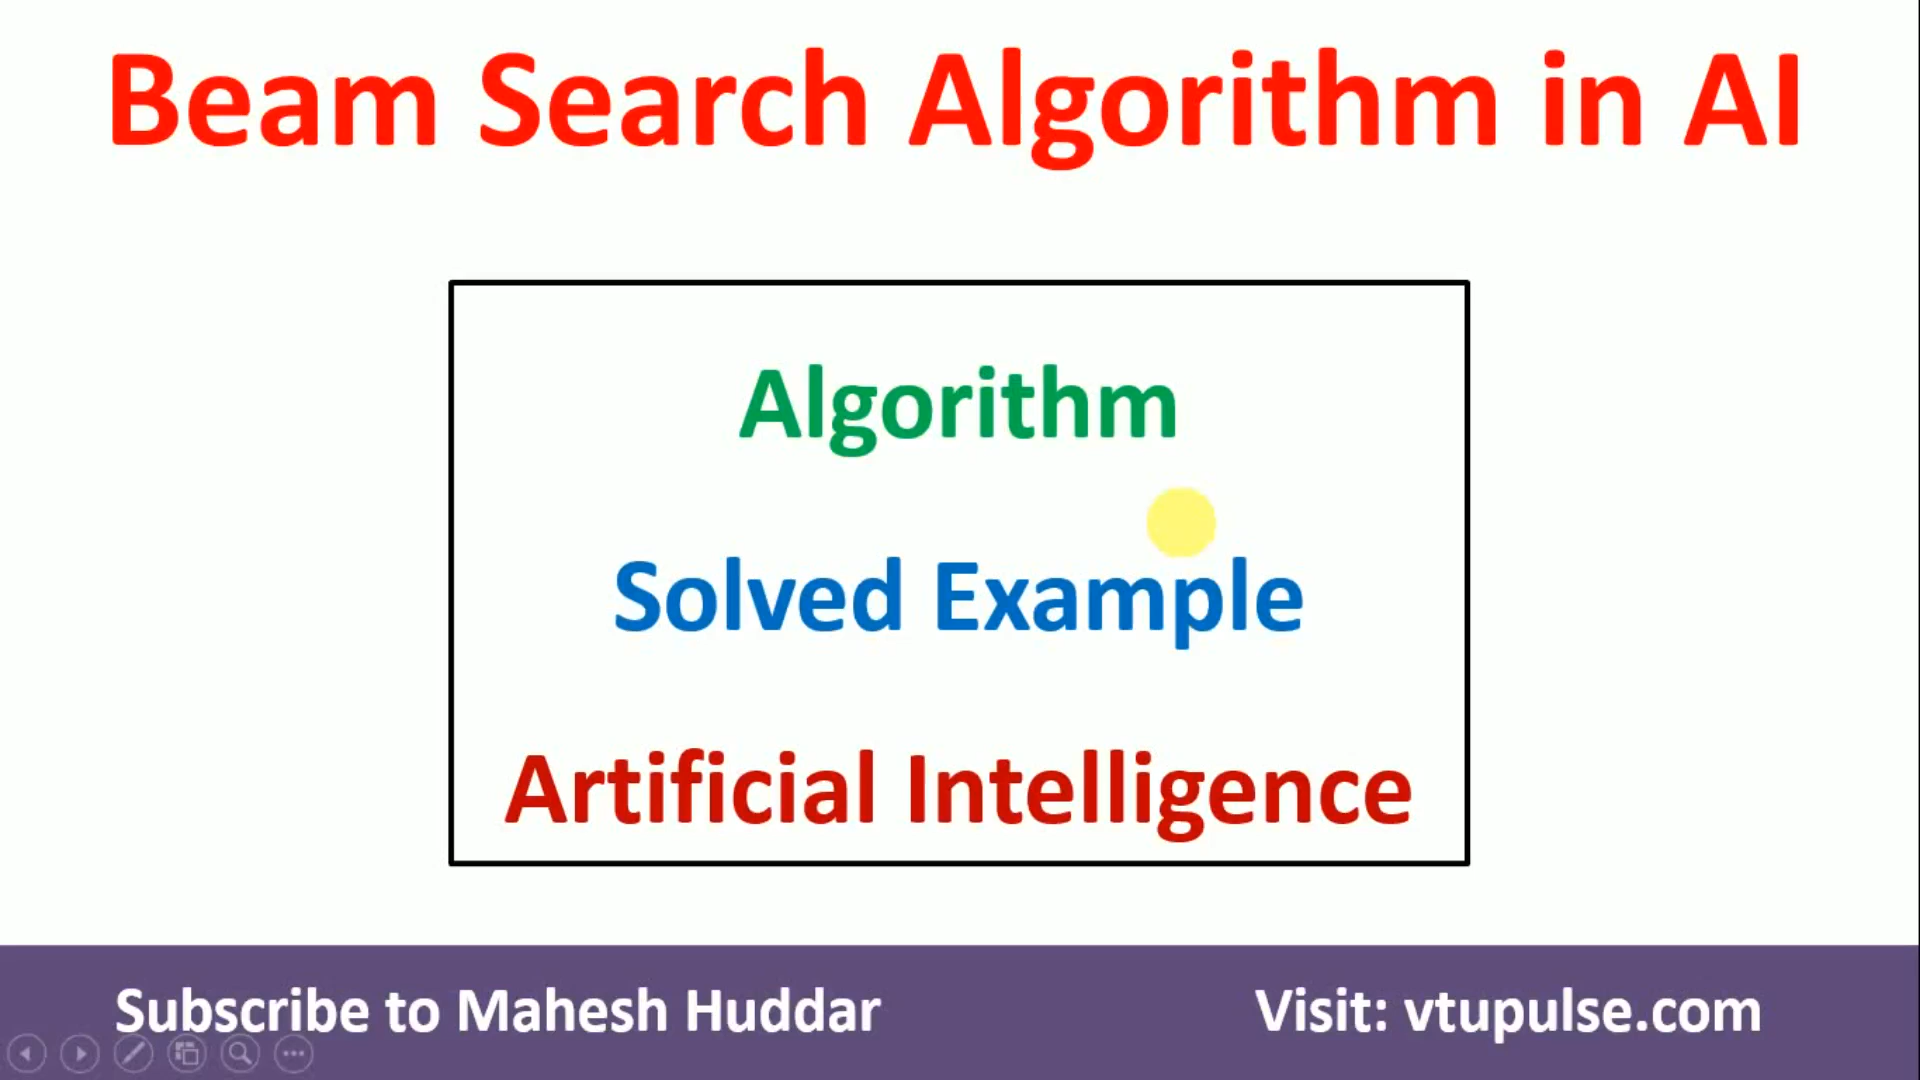 Beam Search Algorithm in AI
Algorithm
Solved Example
Artificial Intelligence
Subscribe to Mahesh Huddar
Visit: vtupulse.com